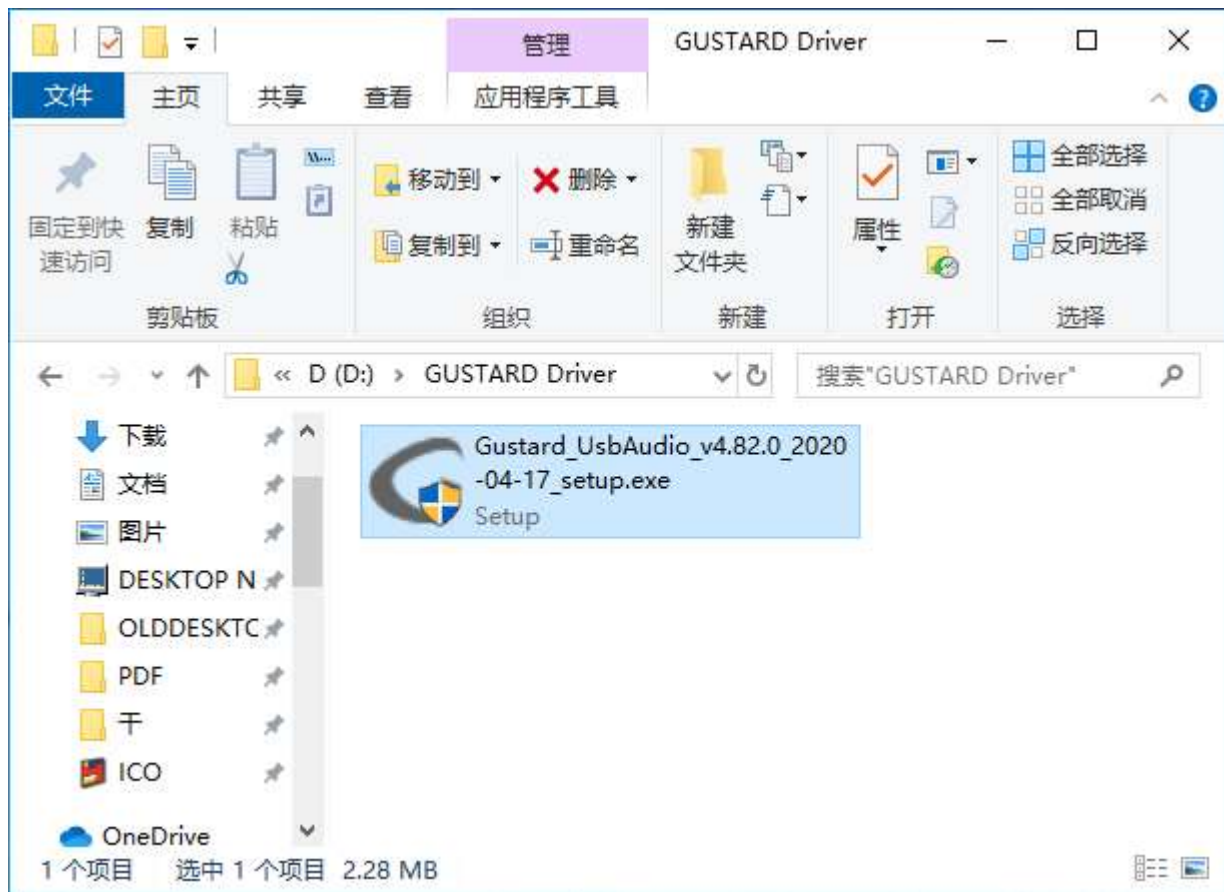 管理
GUSTARD Driver
文件
主页
共享
查看
应用程序工具
固定到快
速访问
复制
粘贴
移动到
删除
复制到
重命名
新建
文件夹
属性
全部选择
全部取消
反向选择
剪贴板
组织
新建
打开
选择
« D (D:) › GUSTARD Driver
搜索"GUSTARD Driver"
下载
文档
图片
DESKTOP N
OLDDESKTC
PDF
干
ICO
OneDrive
Gustard_UsbAudio_v4.82.0_2020
-04-17_setup.exe
Setup
1 个项目 选中 1 个项目 2.28 MB